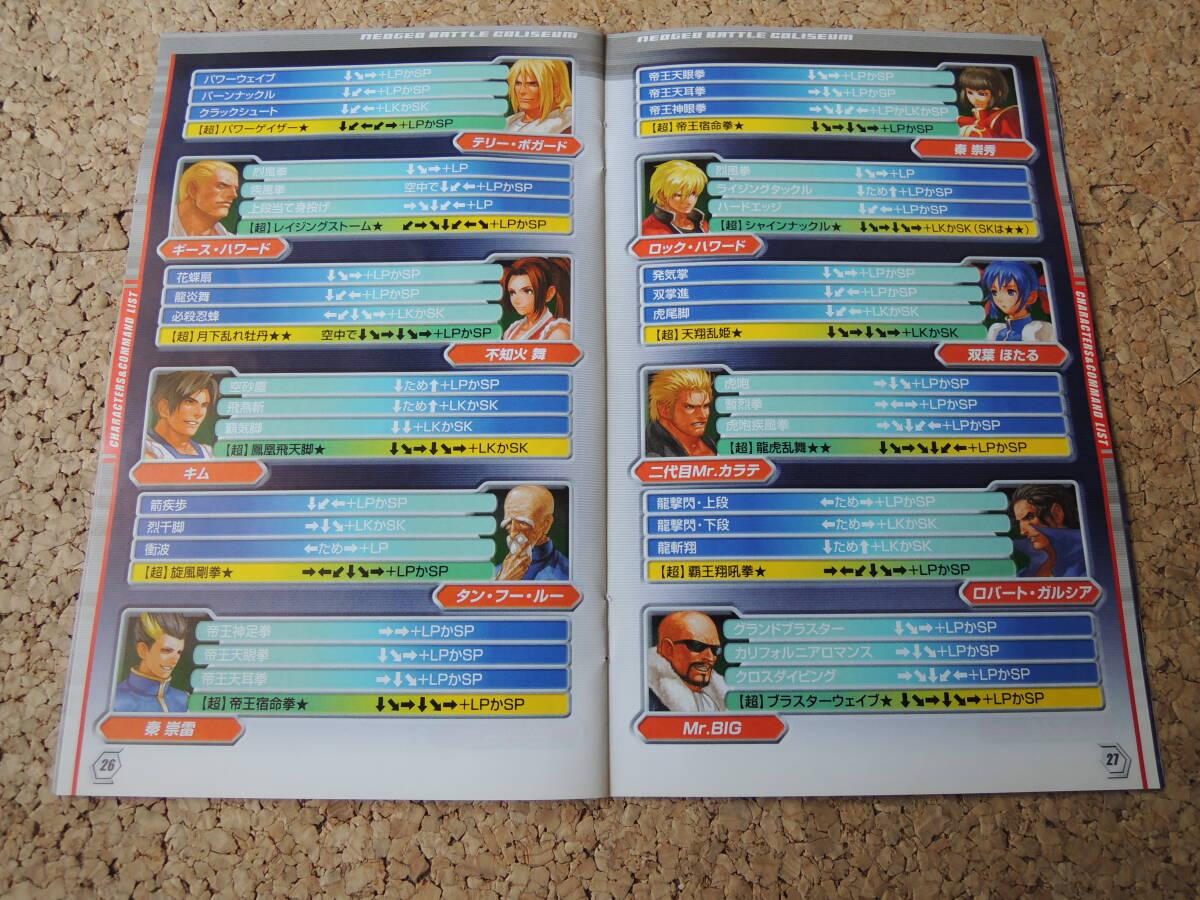 NEOGEO BATTLE COLISEUM
パワーウェイブ ⬇⬊➡+LPかSP
バーンナックル ⬇⬋⬅+LPかSP
クラックシュート ⬇⬋⬅+LKかSK
【超】パワーゲイザー★ ⬇⬋⬅⬋➡+LPかSP
テリー・ボガード
烈風拳 ⬇⬊➡+LP
疾風拳 空中で⬇⬋⬅+LPかSP
上段当て身投げ ➡⬊⬇⬋⬅+LP
【超】レイジングストーム★ ⬋➡⬊⬇⬋⬅⬊+LPかSP
ギース・ハワード
花蝶扇 ⬇⬊➡+LPかSP
龍炎舞 ⬇⬋⬅+LPかSP
必殺忍蜂 ⬅⬋⬇⬊➡+LKかSK
【超】月下乱れ牡丹★★ 空中で⬇⬊➡⬇⬊➡+LPかSP
不知火 舞
空砂塵 ⬇ため⬆+LPかSP
飛燕斬 ⬇ため⬆+LKかSK
覇気脚 ⬇⬇+LKかSK
【超】鳳凰飛天脚★ ⬇⬊➡⬇⬊➡+LKかSK
キム
箭疾歩 ⬇⬋⬅+LPかSP
烈千脚 ➡⬇⬊+LKかSK
衝波 ⬅ため➡+LP
【超】旋風剛拳★ ➡⬅⬋⬇⬊➡+LPかSP
タン・フー・ルー
帝王神足拳 ➡➡+LPかSP
帝王天眼拳 ⬇⬊➡+LPかSP
帝王天耳拳 ➡⬇⬊+LPかSP
【超】帝王宿命拳★ ⬇⬊➡⬇⬊➡+LPかSP
秦 崇雷
CHARACTERS&COMMAND LIST
26
NEOGEO BATTLE COLISEUM
帝王天眼拳 ⬇⬊➡+LPかSP
帝王天耳拳 ➡⬇⬊+LPかSP
帝王神眼拳 ➡⬊⬇⬋⬅+LPかLKかSP
【超】帝王宿命拳★ ⬇⬊➡⬇⬊➡+LPかSP
秦 崇秀
烈風拳 ⬇⬊➡+LP
ライジングタックル ⬇ため⬆+LPかSP
ハードエッジ ⬇⬋⬅+LPかSP
【超】シャインナックル★ ⬇⬊➡⬇⬊➡+LKかSK(SKは★★)
ロック・ハワード
発気掌 ⬇⬊➡+LPかSP
双掌進 ⬇⬋⬅+LPかSP
虎尾脚 ⬇⬋⬅+LKかSK
【超】天翔乱姫★ ⬇⬊➡⬇⬊➡+LKかSK
双葉 ほたる
虎咆 ➡⬇⬊+LPかSP
暫烈拳 ➡⬅➡+LPかSP
虎咆疾風拳 ➡⬊⬇⬋⬅+LPかSP
【超】龍虎乱舞★★ ⬇⬊➡⬊⬇⬋⬅+LPかSP
二代目Mr.カラテ
龍撃閃・上段 ⬅ため➡+LPかSP
龍撃閃・下段 ⬅ため➡+LKかSK
龍斬翔 ⬇ため⬆+LKかSK
【超】覇王翔吼拳★ ➡⬅⬋⬇⬊➡+LPかSP
ロバート・ガルシア
グランドブラスター ⬇⬊➡+LPかSP
カリフォルニアロマンス ➡⬇⬊+LPかSP
クロスダイビング ➡⬊⬇⬋⬅+LPかSP
【超】ブラスターウェイブ★ ⬇⬊➡⬇⬊➡+LPかSP
Mr.BIG
CHARACTERS&COMMAND LIST
27